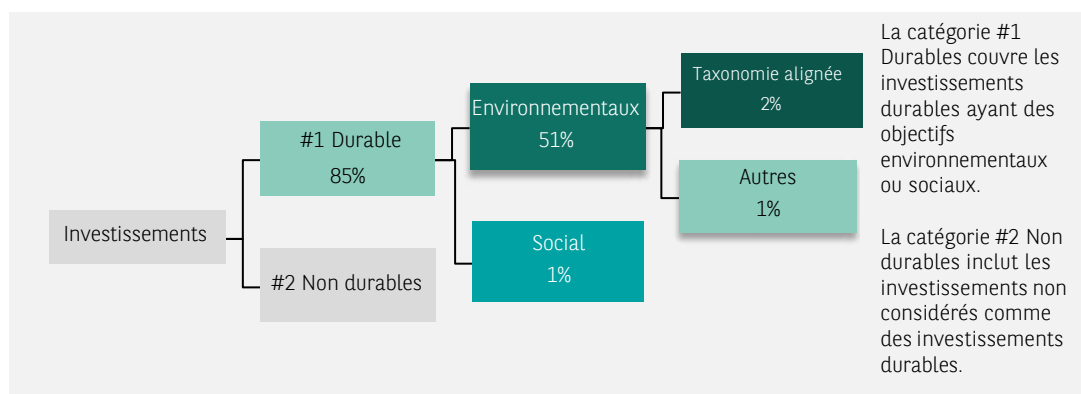 Investissements
#1 Durable
85%
#2 Non durables
Environnementaux
51%
Social
1%
Taxonomie alignée
2%
Autres
1%
La catégorie #1
Durables couvre les
investissements
durables ayant des
objectifs
environnementaux
ou sociaux.
La catégorie #2 Non
durables inclut les
investissements non
considérés comme
des investissements
durables.